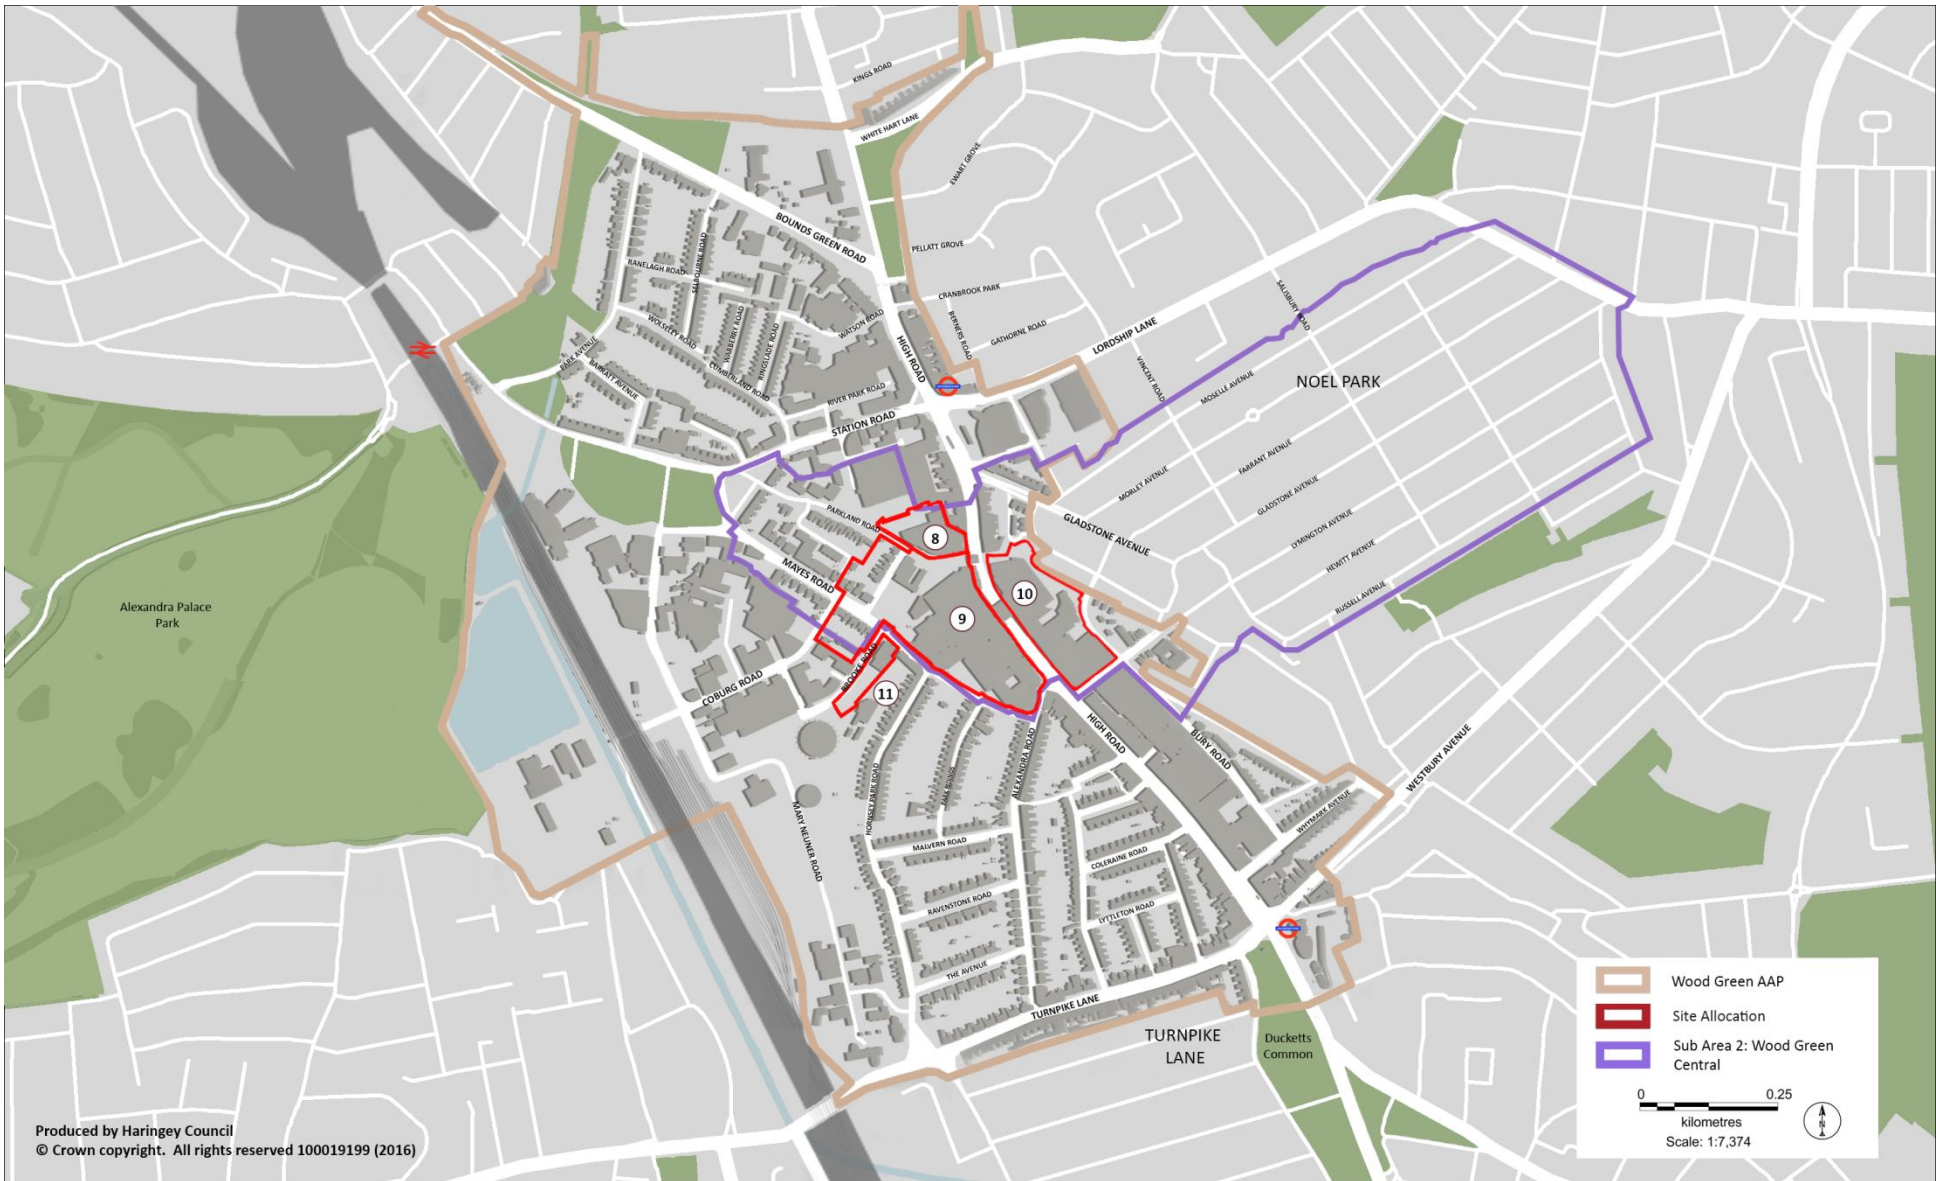 KINGS ROAD
WHITE HART LANE
EWART GROVE
BOUNDS GREEN ROAD
PELLATT GROVE
SELBOURNE ROAD
RANELAGH ROAD
CRANBROOK PARK
SALISBURY ROAD
BERNERS ROAD
GATHORNE ROAD
WATSON ROAD
WOLSELEY ROAD
KINGSLADE ROAD
LORDSHIP LANE
HIGH ROAD
PARK AVENUE
BARRATT AVENUE
CUMBERLAND ROAD
VINCENT ROAD
MOSELLE AVENUE
NOEL PARK
RIVER PARK ROAD
STATION ROAD
FARRANT AVENUE
MORLEY AVENUE
GLADSTONE AVENUE
PARKLAND ROAD
GLADSTONE AVENUE
LYMINGTON AVENUE
HEWITT AVENUE
RUSSELL AVENUE
8
MAYES ROAD
10
9
Alexandra Palace
Park
BROOKE ROAD
COBURG ROAD
11
HIGH ROAD
BURY ROAD
ALEXANDRA ROAD
WESTBURY AVENUE
HORNSEY PARK ROAD
MARY NEUNER ROAD
WHYMARK AVENUE
MALVERN ROAD
COLERAINE ROAD
RAVENSTONE ROAD
LYTTLETON ROAD
THE AVENUE
TURNPIKE LANE
TURNPIKE
LANE
Ducketts
Common
Wood Green AAP
Site Allocation
Sub Area 2: Wood Green
Central
0 0.25
kilometres
Scale: 1:7,374
N
Produced by Haringey Council
© Crown copyright. All rights reserved 100019199 (2016)